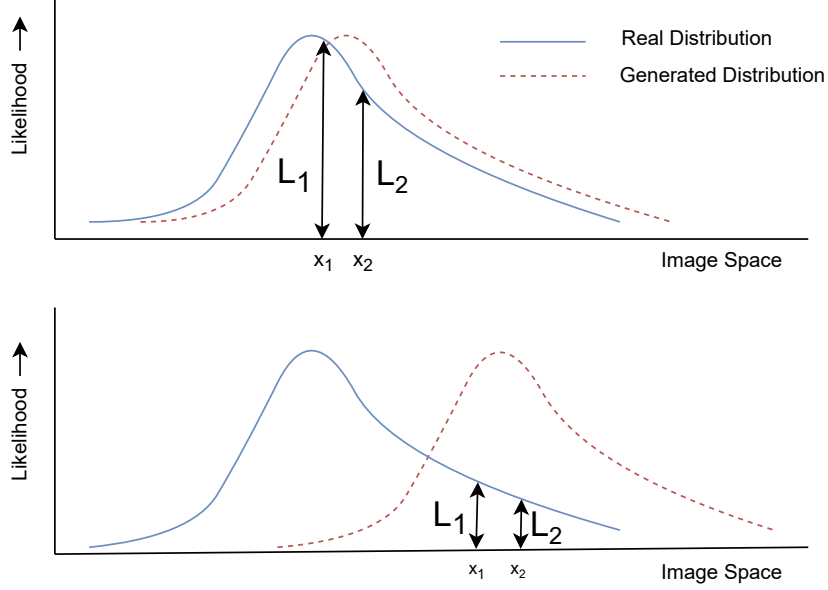 Likelihood
Real Distribution
Generated Distribution
L1
L2
x1
x2
Image Space
Likelihood
L1
L2
x1
x2
Image Space